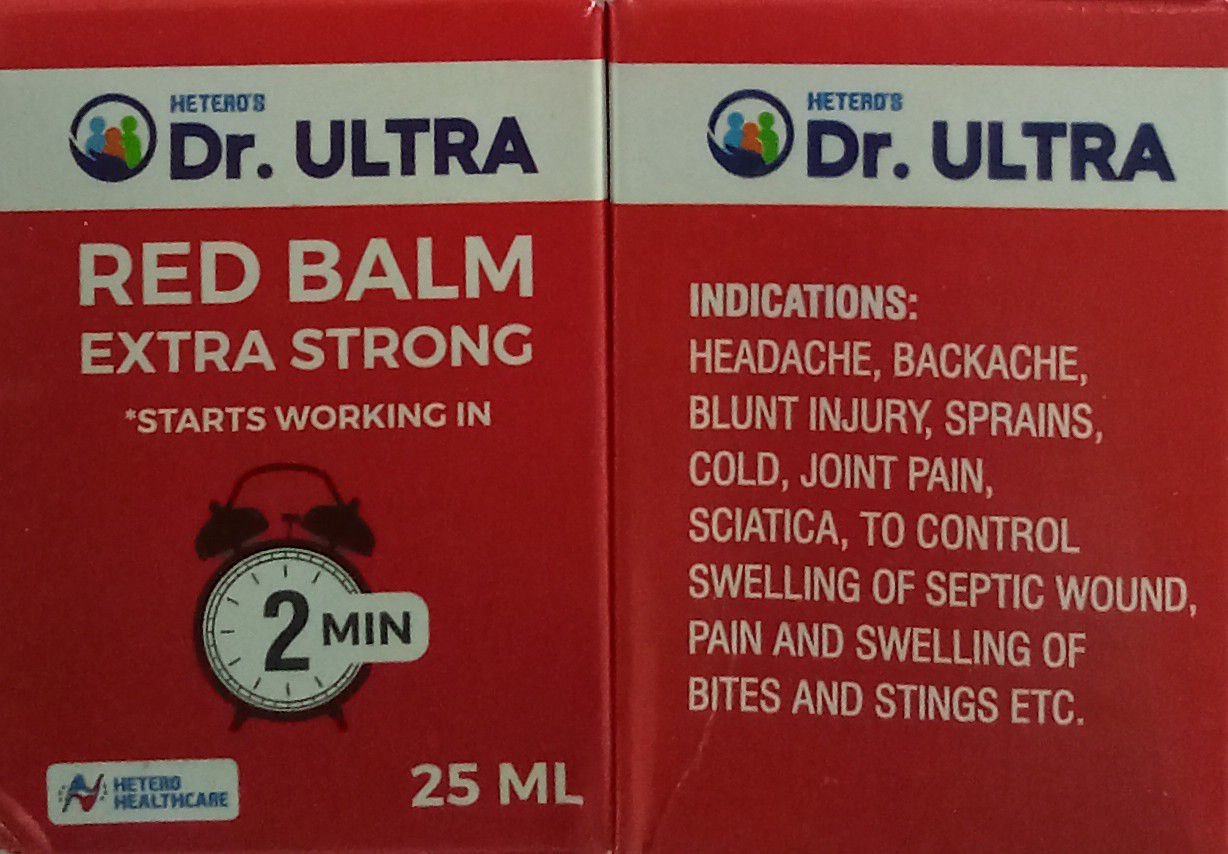 HETERO'S
Dr. ULTRA
RED BALM
EXTRA STRONG
*STARTS WORKING IN
2 MIN
HETERO
HEALTHCARE
25 ML
HETERO'S
Dr. ULTRA
INDICATIONS:
HEADACHE, BACKACHE,
BLUNT INJURY, SPRAINS,
COLD, JOINT PAIN,
SCIATICA, TO CONTROL
SWELLING OF SEPTIC WOUND,
PAIN AND SWELLING OF
BITES AND STINGS ETC.